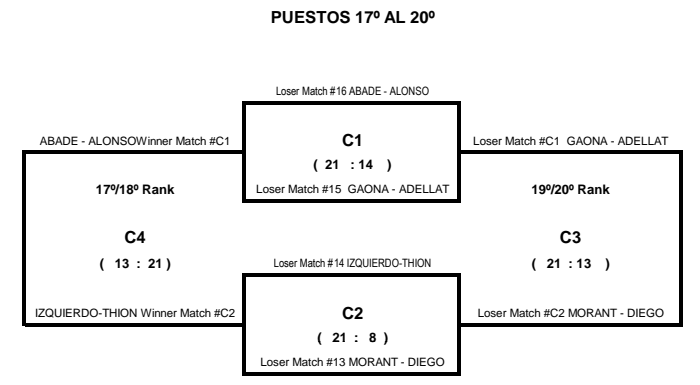 PUESTOS 17º AL 20º
Loser Match #16 ABADE - ALONSO
ABADE - ALONSOWinner Match #C1
C1
Loser Match #C1 GAONA - ADELLAT
( 21 : 14 )
17º/18º Rank
Loser Match #15 GAONA - ADELLAT
19º/20º Rank
C4
C3
( 13 : 21 )
Loser Match #14 IZQUIERDO-THION
( 21 : 13 )
IZQUIERDO-THION Winner Match #C2
C2
Loser Match #C2 MORANT - DIEGO
( 21 : 8 )
Loser Match #13 MORANT - DIEGO